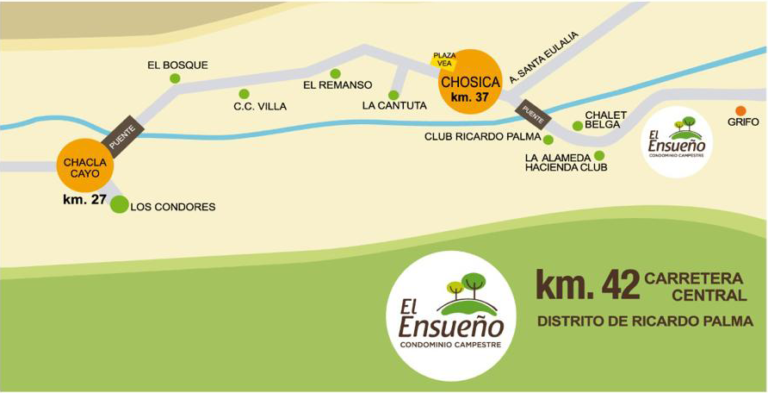 EL BOSQUE
C.C. VILLA
EL REMANSO
LA CANTUTA
PLAZA
VEA
CHOSICA
km. 37
A. SANTA EULALIA
PUENTE
CLUB RICARDO PALMA
CHALET
BELGA
LA ALAMEDA
HACIENDA CLUB
El
Ensueño
CONDOMINIO CAMPESTRE
GRIFO
PUENTE
CHACLA
CAYO
km. 27
LOS CONDORES
El
Ensueño
CONDOMINIO CAMPESTRE
km. 42 CARRETERA
CENTRAL
DISTRITO DE RICARDO PALMA